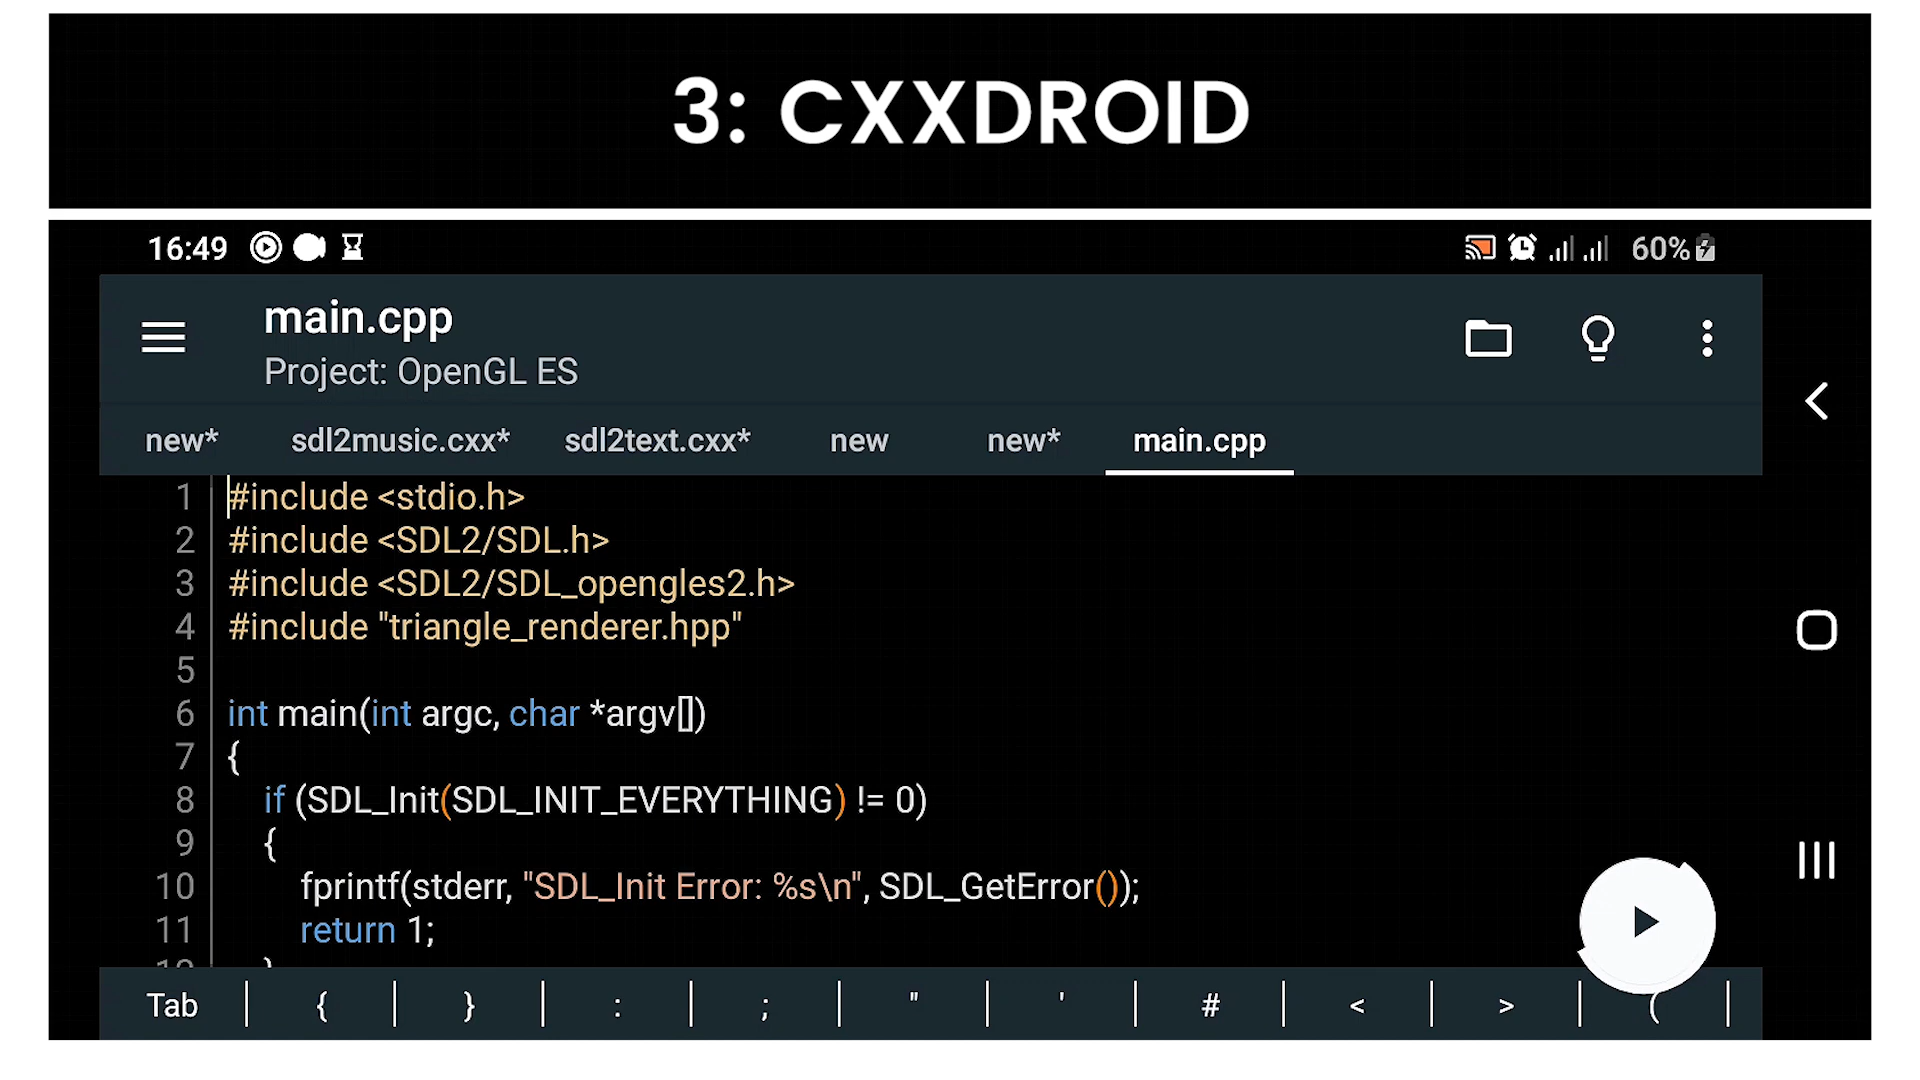 3: CXXDROID
16:49 60%
main.cpp
Project: OpenGL ES
new* sdl2music.cxx* sdl2text.cxx* new new* main.cpp
1 #include <stdio.h>
2 #include <SDL2/SDL.h>
3 #include <SDL2/SDL_opengles2.h>
4 #include "triangle_renderer.hpp"
5
6 int main(int argc, char *argv[])
7 {
8 if (SDL_Init(SDL_INIT_EVERYTHING) != 0)
9 {
10 fprintf(stderr, "SDL_Init Error: %s\n", SDL_GetError());
11 return 1;
12 }
Tab { } : ; " ' # < > (